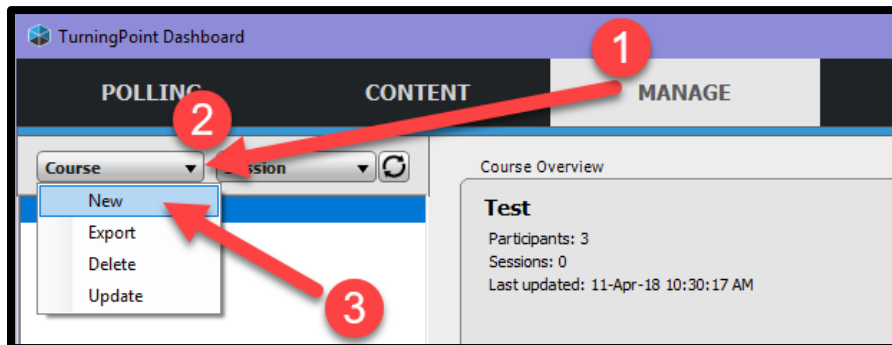 TurningPoint Dashboard
1
POLLING CONTENT MANAGE
2
Course Session
Course Overview
New
Export
Delete
Update
Test
Participants: 3
Sessions: 0
Last updated: 11-Apr-18 10:30:17 AM
3